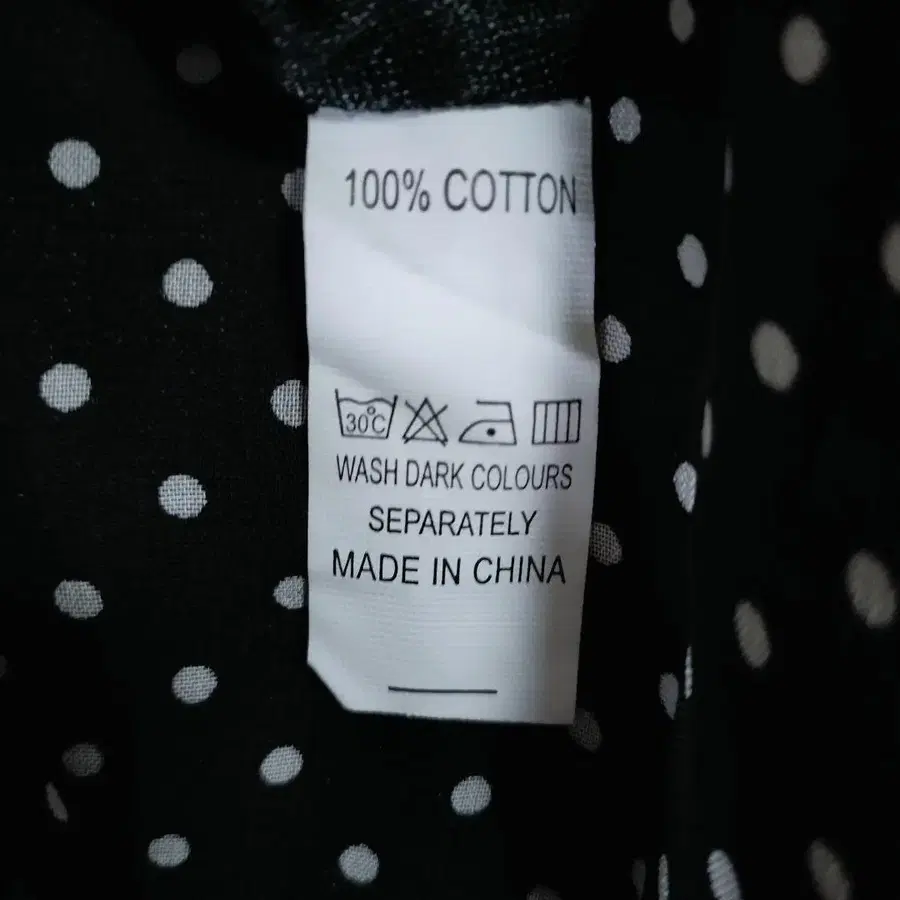 100% COTTON
30°C
WASH DARK COLOURS
SEPARATELY
MADE IN CHINA